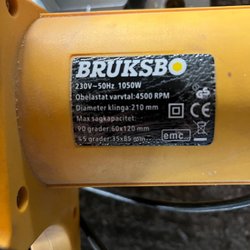 BRUKSBO
230V~50Hz 1050W
Obelastat varvtal:4500 RPM
Diameter klinga:210 mm
Max sagkapacitet:
90 grader:60x120 mm
45 grader:35x85 mm
emc